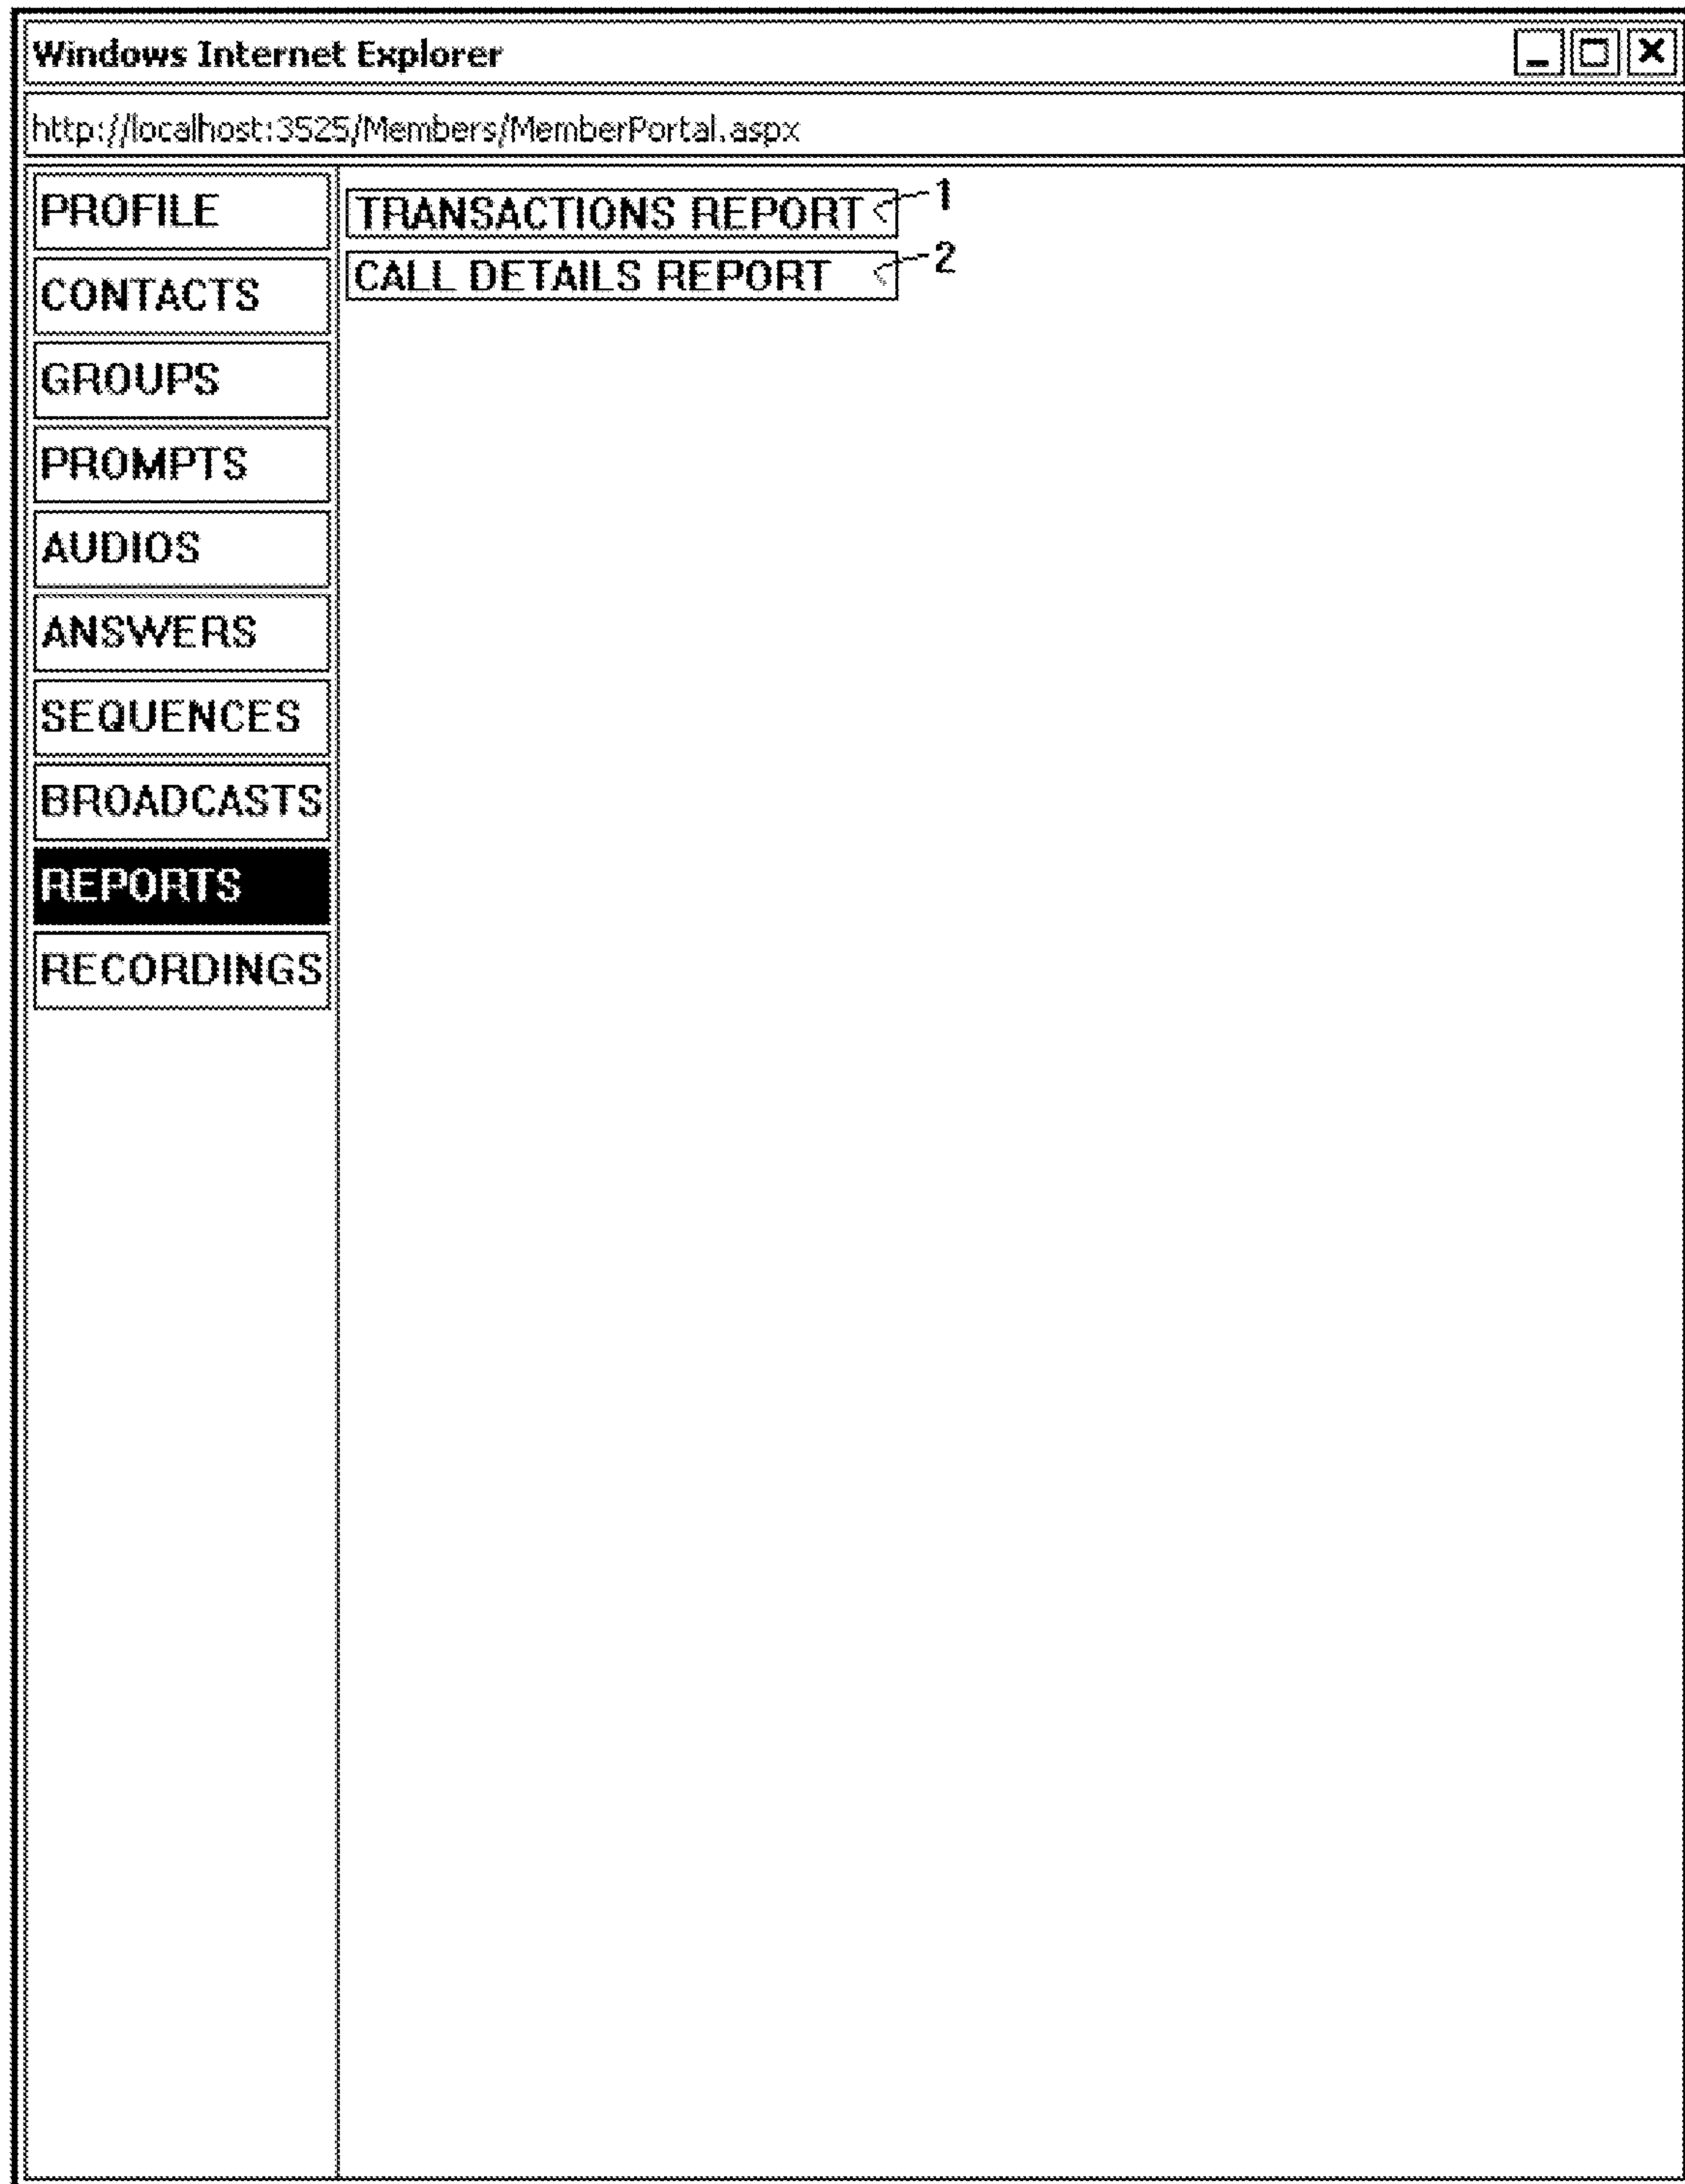 Windows Internet Explorer
http://localhost:3525/Members/MemberPortal.aspx
PROFILE
CONTACTS
GROUPS
PROMPTS
AUDIOS
ANSWERS
SEQUENCES
BROADCASTS
REPORTS
RECORDINGS
TRANSACTIONS REPORT 1
CALL DETAILS REPORT 2